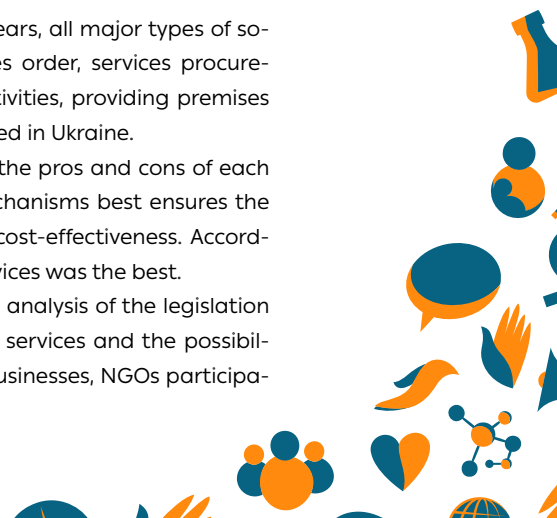 ears, all major types of so-
es order, services procure-
tivities, providing premises
ed in Ukraine.
the pros and cons of each
chanisms best ensures the
cost-effectiveness. Accord-
vices was the best.
analysis of the legislation
services and the possibil-
usinesses, NGOs participa-